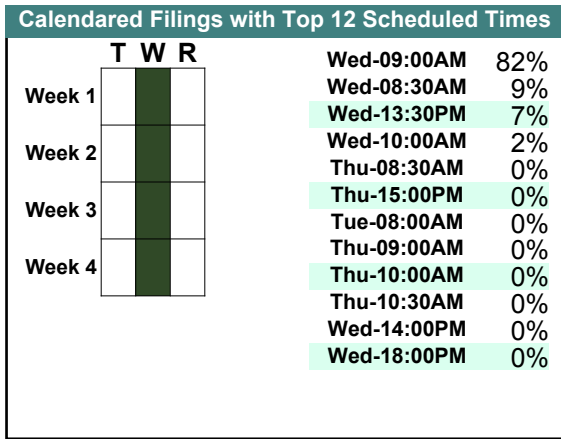 Calendared Filings with Top 12 Scheduled Times
T W R
Week 1
Week 2
Week 3
Week 4
Wed-09:00AM 82%
Wed-08:30AM 9%
Wed-13:30PM 7%
Wed-10:00AM 2%
Thu-08:30AM 0%
Thu-15:00PM 0%
Tue-08:00AM 0%
Thu-09:00AM 0%
Thu-10:00AM 0%
Thu-10:30AM 0%
Wed-14:00PM 0%
Wed-18:00PM 0%